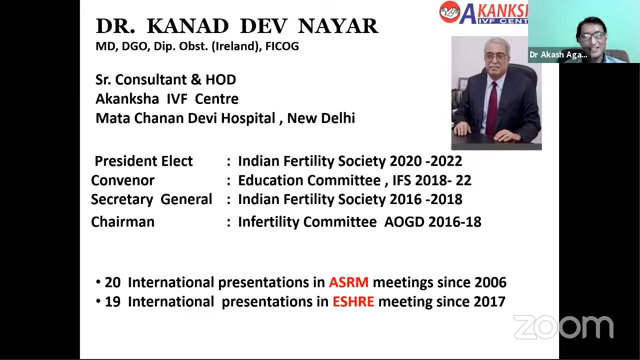 DR. KANAD DEV NAYAR
MD, DGO, Dip. Obst. (Ireland), FICOG
AKANKSHA
IVF CENTRE
Dr Akash Aga...
Sr. Consultant & HOD
Akanksha IVF Centre
Mata Chanan Devi Hospital , New Delhi
President Elect : Indian Fertility Society 2020 -2022
Convenor : Education Committee , IFS 2018- 22
Secretary General : Indian Fertility Society 2016 -2018
Chairman : Infertility Committee AOGD 2016-18
• 20 International presentations in ASRM meetings since 2006
• 19 International presentations in ESHRE meeting since 2017
zoom